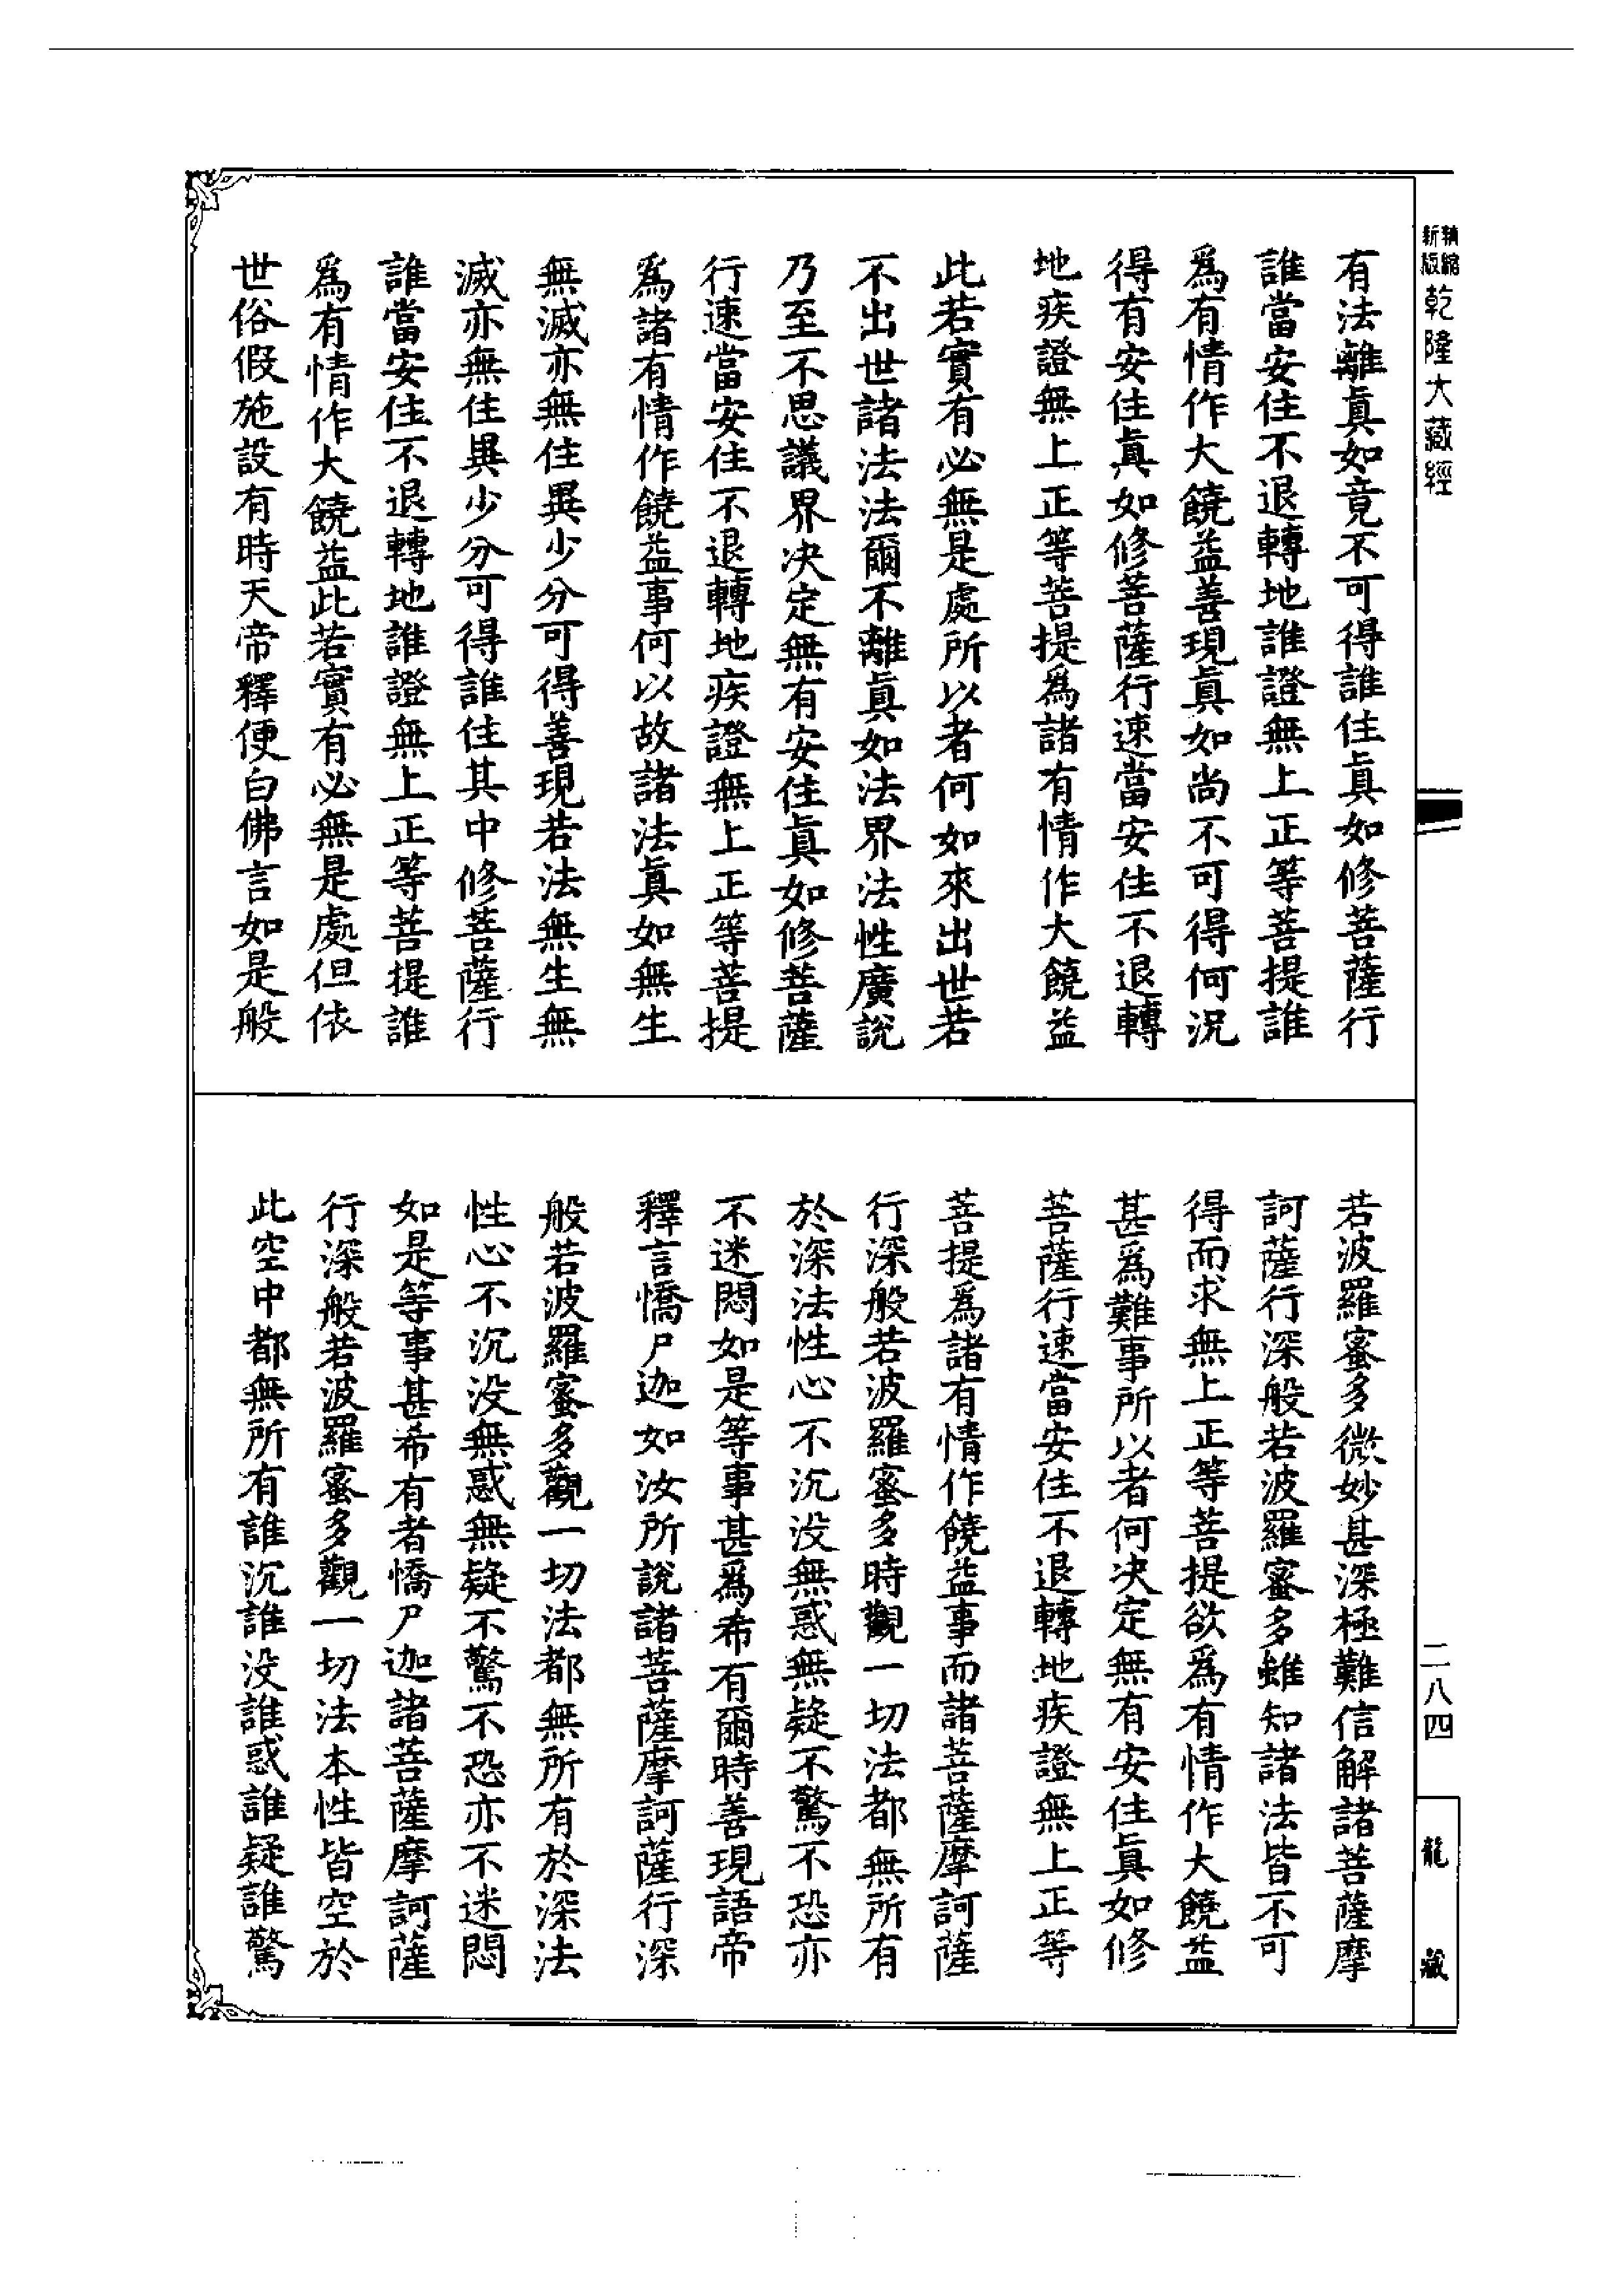 新版精縮
乾隆大藏經
二八四
龍藏
有法離眞如竟不可得誰住眞如修菩薩行
誰當安住不退轉地誰證無上正等菩提誰
爲有情作大饒益善現眞如尚不可得何況
得有安住眞如修菩薩行速當安住不退轉
地疾證無上正等菩提爲諸有情作大饒益
此若實有必無是處所以者何如來出世若
不出世諸法法爾不離眞如法界法性廣說
乃至不思議界决定無有安住眞如修菩薩
行速當安住不退轉地疾證無上正等菩提
爲諸有情作饒益事何以故諸法眞如無生
無滅亦無住異少分可得善現若法無生無
滅亦無住異少分可得誰住其中修菩薩行
誰當安住不退轉地誰證無上正等菩提誰
爲有情作大饒益此若實有必無是處但依
世俗假施設有時天帝釋便白佛言如是般
若波羅蜜多微妙甚深極難信解諸菩薩摩
訶薩行深般若波羅蜜多雖知諸法皆不可
得而求無上正等菩提欲爲有情作大饒益
甚爲難事所以者何决定無有安住眞如修
菩薩行速當安住不退轉地疾證無上正等
菩提爲諸有情作饒益事而諸菩薩摩訶薩
行深般若波羅蜜多時觀一切法都無所有
於深法性心不沉没無惑無疑不驚不恐亦
不迷悶如是等事甚爲希有爾時善現語帝
釋言憍尸迦如汝所說諸菩薩摩訶薩行深
般若波羅蜜多觀一切法都無所有於深法
性心不沉没無惑無疑不驚不恐亦不迷悶
如是等事甚希有者憍尸迦諸菩薩摩訶薩
行深般若波羅蜜多觀一切法本性皆空於
此空中都無所有誰沉誰没誰惑誰疑誰驚